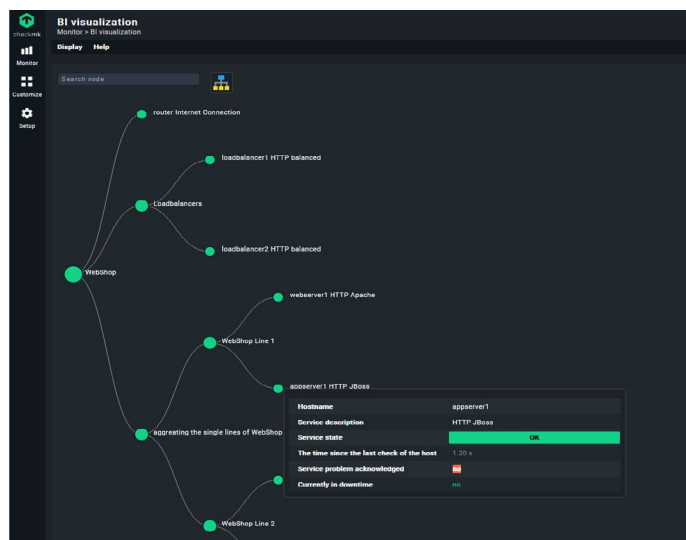 checkmk
Monitor
Customize
Setup
BI visualization
Monitor > BI visualization
Display Help
Search node
router Internet Connection
loadbalancer1 HTTP balanced
Loadbalancers
loadbalancer2 HTTP balanced
WebShop
webserver1 HTTP Apache
WebShop Line 1
appserver1 HTTP JBoss
Hostname appserver1
Service description HTTP JBoss
Service state OK
The time since the last check of the host 1.20 s
Service problem acknowledged no
Currently in downtime no
aggreating the single lines of WebShop
WebShop Line 2